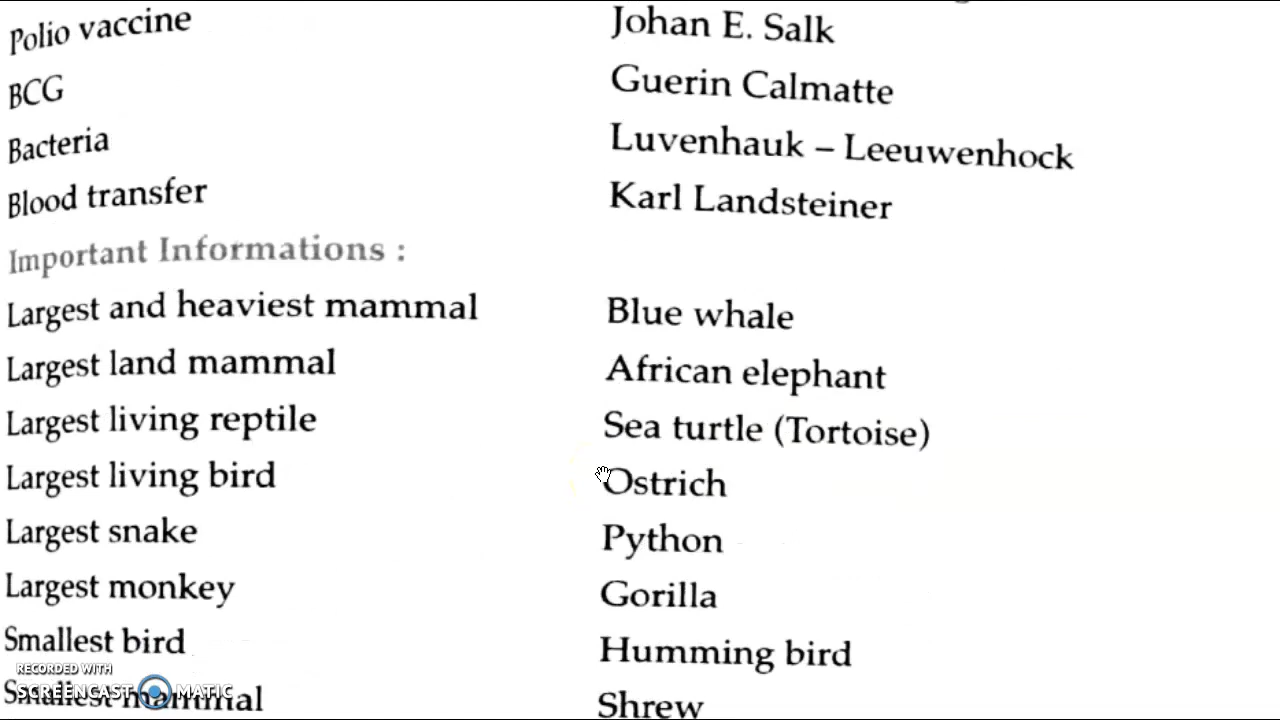 Polio vaccine Johan E. Salk
BCG Guerin Calmatte
Bacteria Luvenhauk – Leeuwenhock
Blood transfer Karl Landsteiner
Important Informations :
Largest and heaviest mammal Blue whale
Largest land mammal African elephant
Largest living reptile Sea turtle (Tortoise)
Largest living bird Ostrich
Largest snake Python
Largest monkey Gorilla
Smallest bird Humming bird
RECORDED WITH
SCREENCAST MATIC
Smallest mammal Shrew